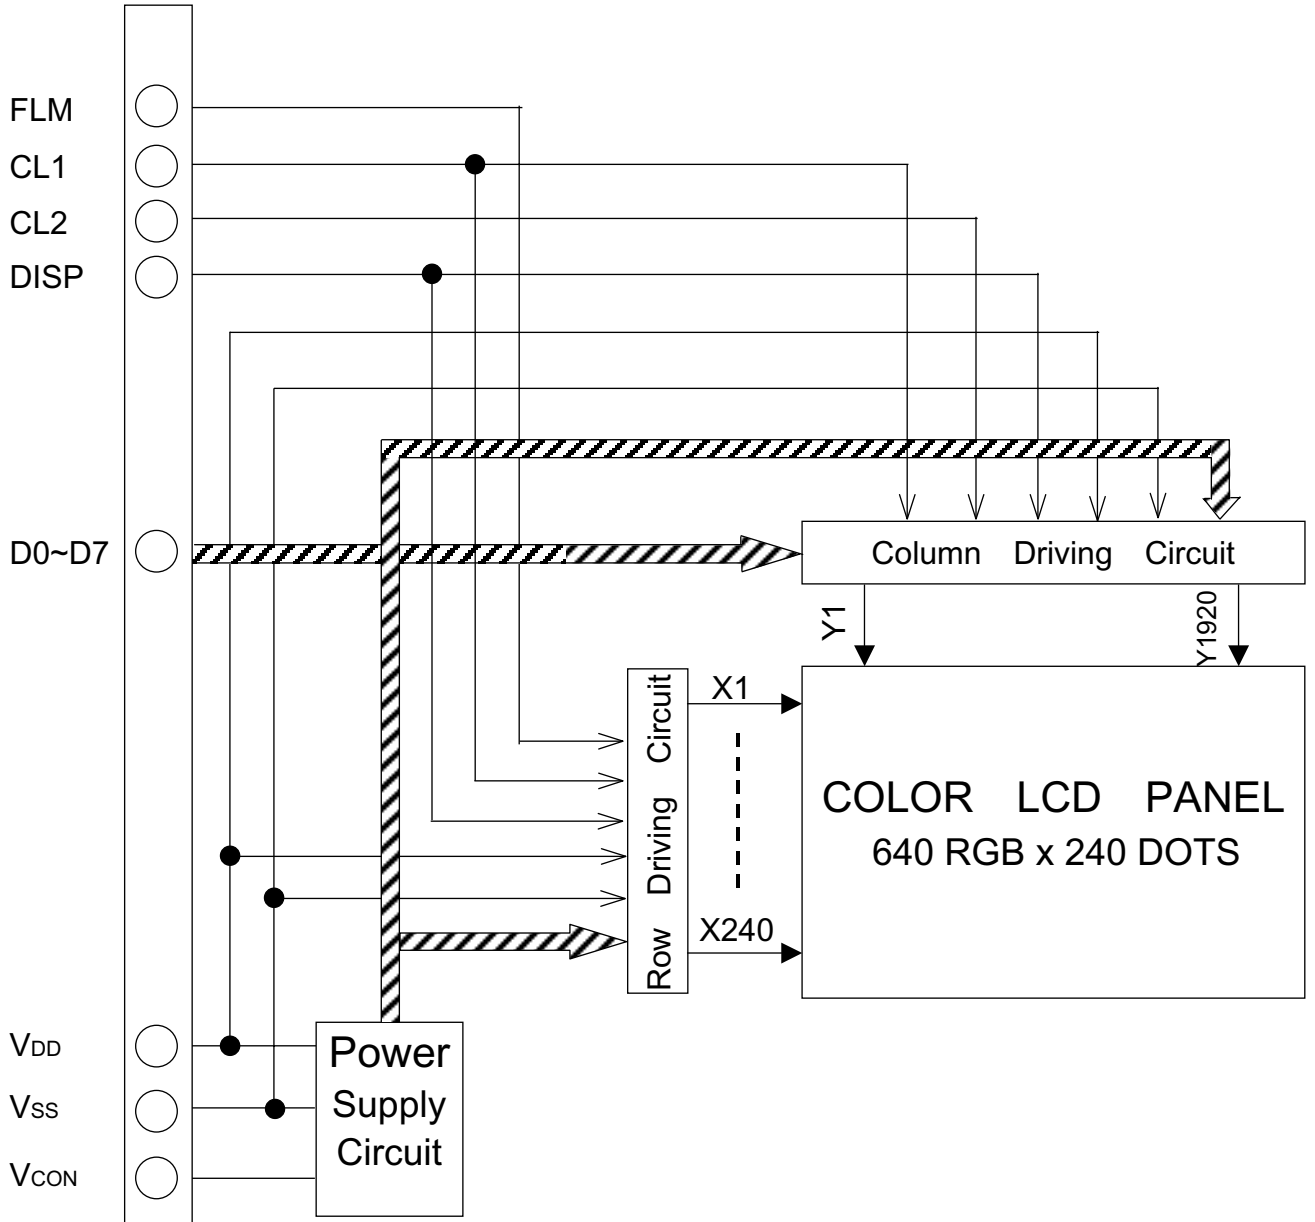 FLM
CL1
CL2
DISP
D0~D7
Column Driving Circuit
Y1
Y1920
Row Driving Circuit
X1
X240
COLOR LCD PANEL
640 RGB x 240 DOTS
VDD
VSS
VCON
Power
Supply
Circuit